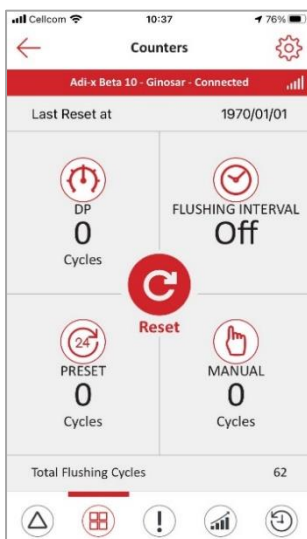 Cellcom 10:37 76%
Counters
Adi-x Beta 10 - Ginosar - Connected
Last Reset at 1970/01/01
DP
0
Cycles
FLUSHING INTERVAL
Off
Reset
24
PRESET
0
Cycles
MANUAL
0
Cycles
Total Flushing Cycles 62